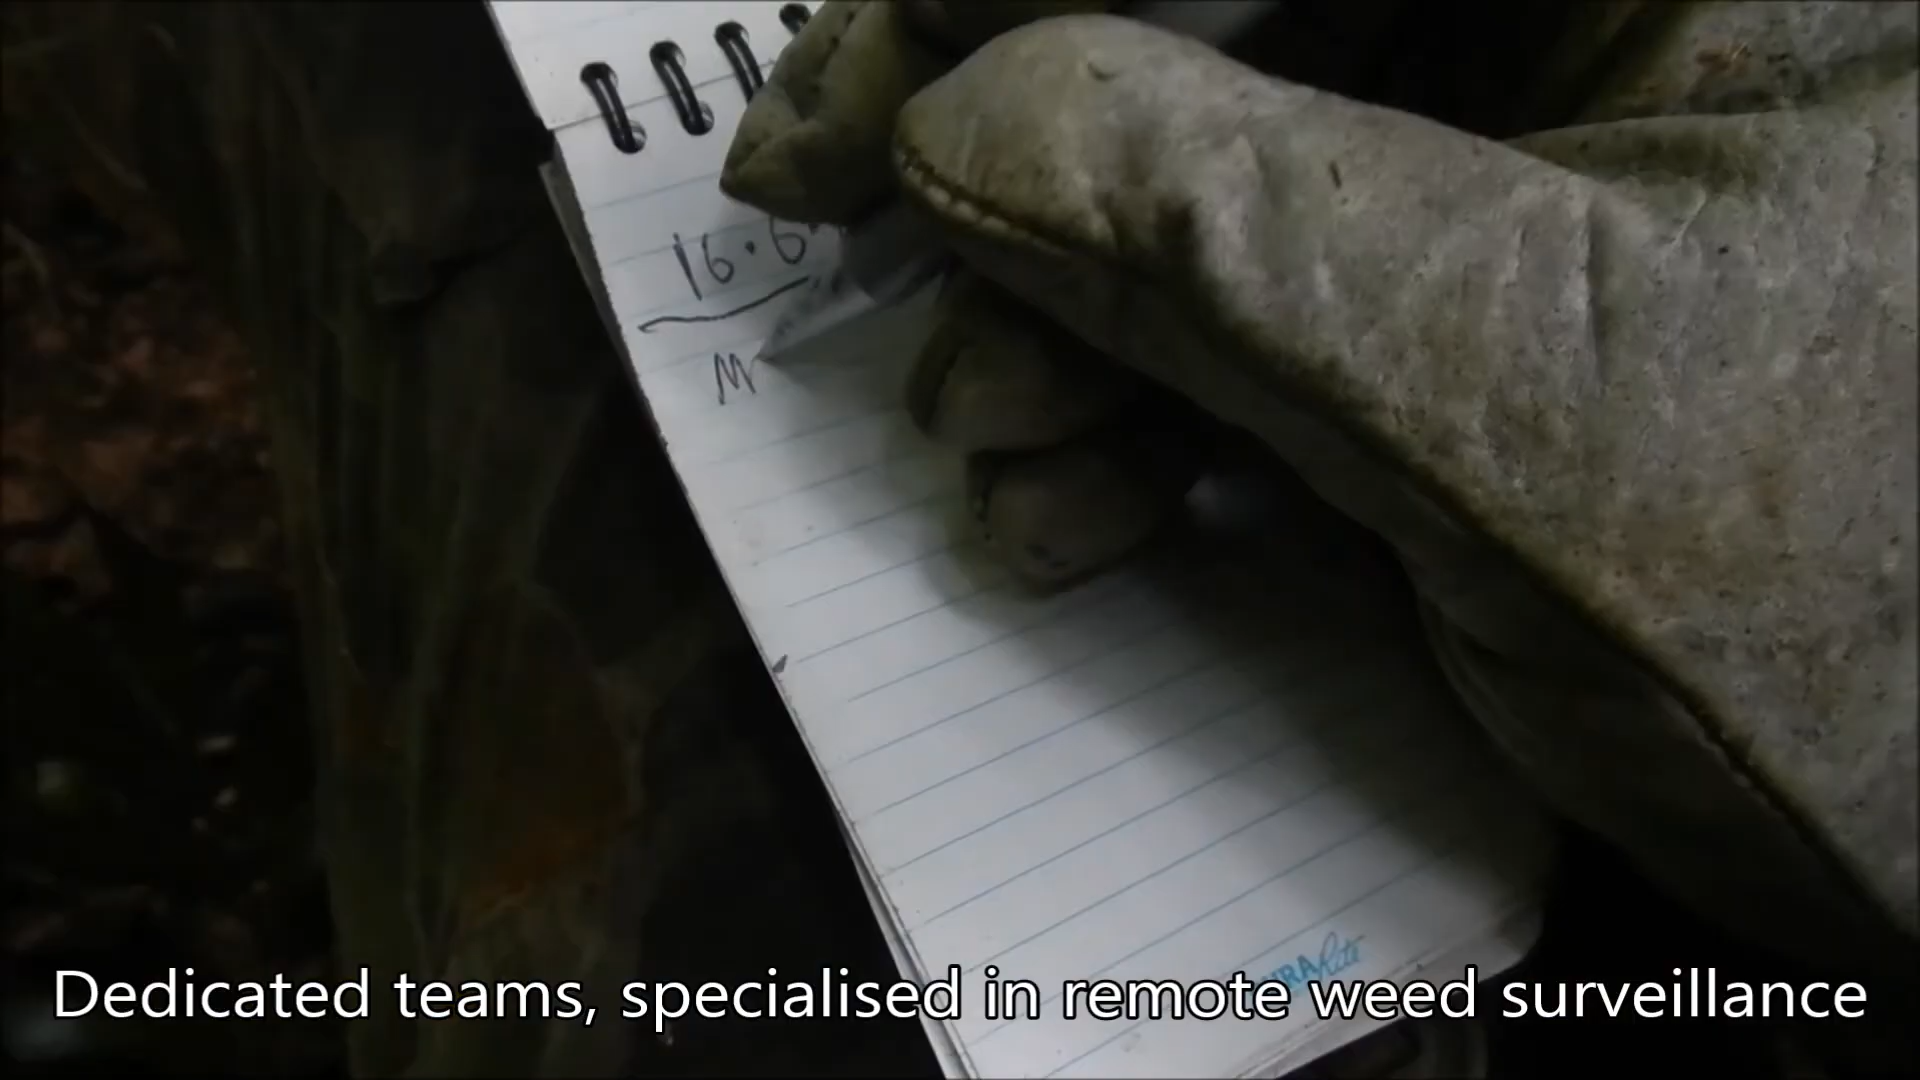 16.6.
M
Dedicated teams, specialised in remote weed surveillance